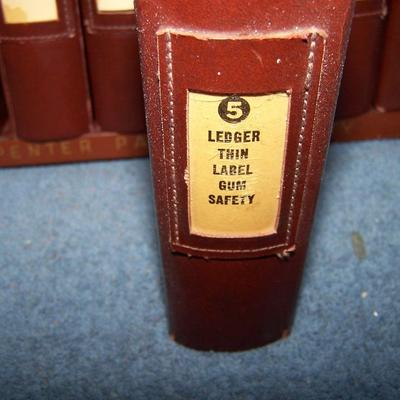 5
LEDGER
THIN
LABEL
GUM
SAFETY